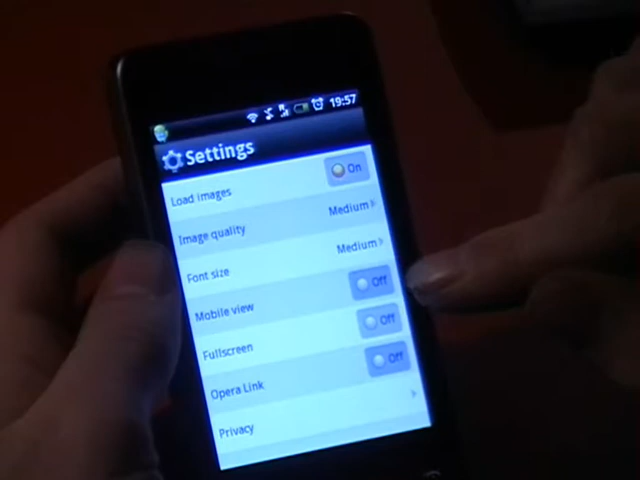 19:57
Settings
Load images On
Image quality Medium
Font size Medium
Mobile view Off
Fullscreen Off
Opera Link Off
Privacy